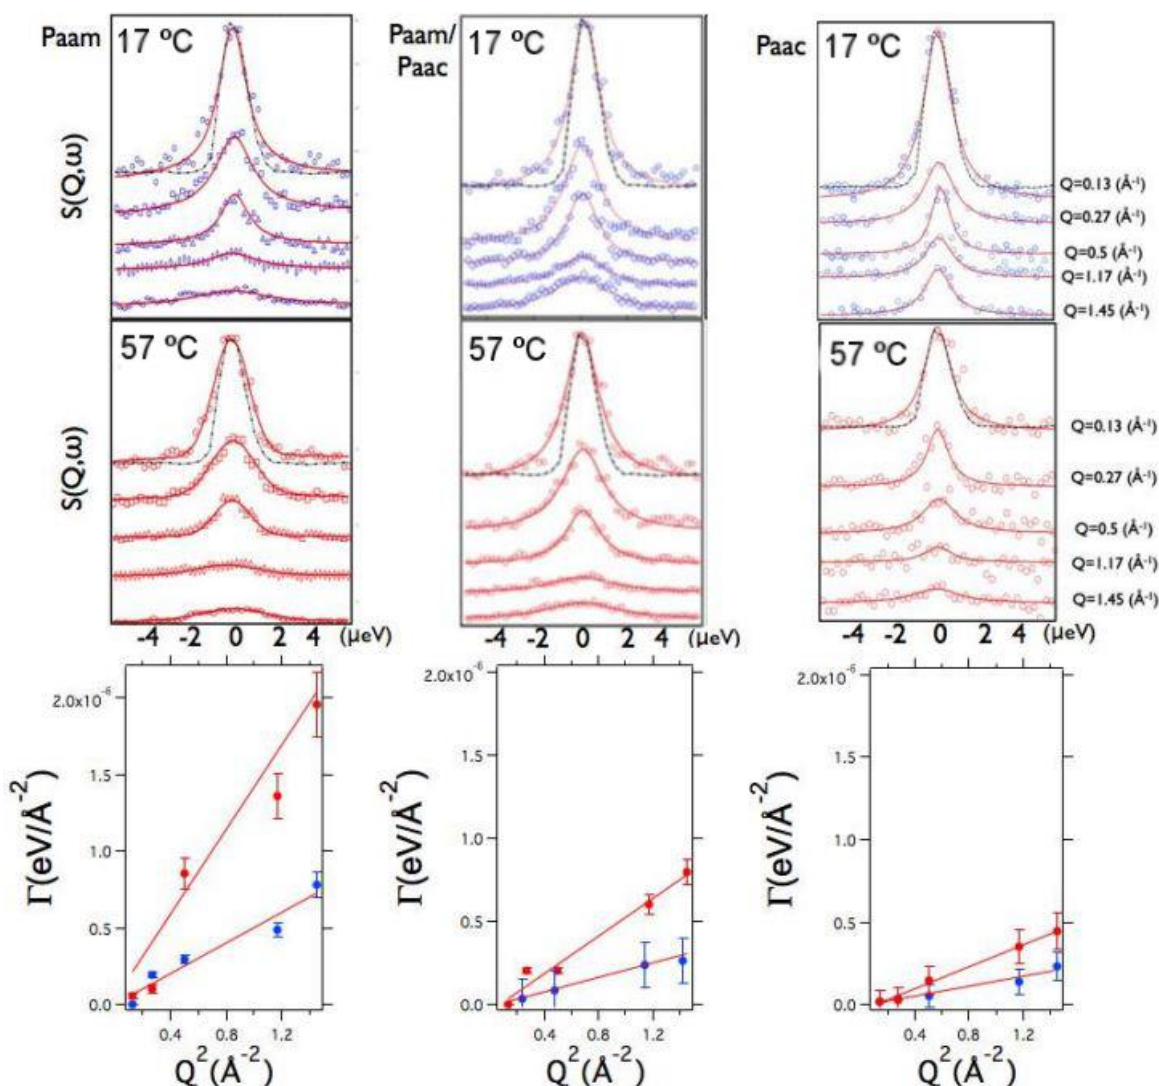 Paam 17 ºC
Paam/ Paac 17 ºC
Paac 17 ºC
S(Q,ω)
Q=0.13 (Å⁻¹)
Q=0.27 (Å⁻¹)
Q=0.5 (Å⁻¹)
Q=1.17 (Å⁻¹)
Q=1.45 (Å⁻¹)
57 ºC
57 ºC
57 ºC
S(Q,ω)
Q=0.13 (Å⁻¹)
Q=0.27 (Å⁻¹)
Q=0.5 (Å⁻¹)
Q=1.17 (Å⁻¹)
Q=1.45 (Å⁻¹)
-4 -2 0 2 4 (μeV)
-4 -2 0 2 4 (μeV)
-4 -2 0 2 4 (μeV)
Γ(eV/Å⁻²)
2.0x10⁻⁶
1.5
1.0
0.5
0.0
0.4 0.8 1.2
Q²(Å⁻²)
Γ(eV/Å⁻²)
2.0x10⁻⁶
1.5
1.0
0.5
0.0
0.4 0.8 1.2
Q²(Å⁻²)
Γ(eV/Å⁻²)
2.0x10⁻⁶
1.5
1.0
0.5
0.0
0.4 0.8 1.2
Q²(Å⁻²)